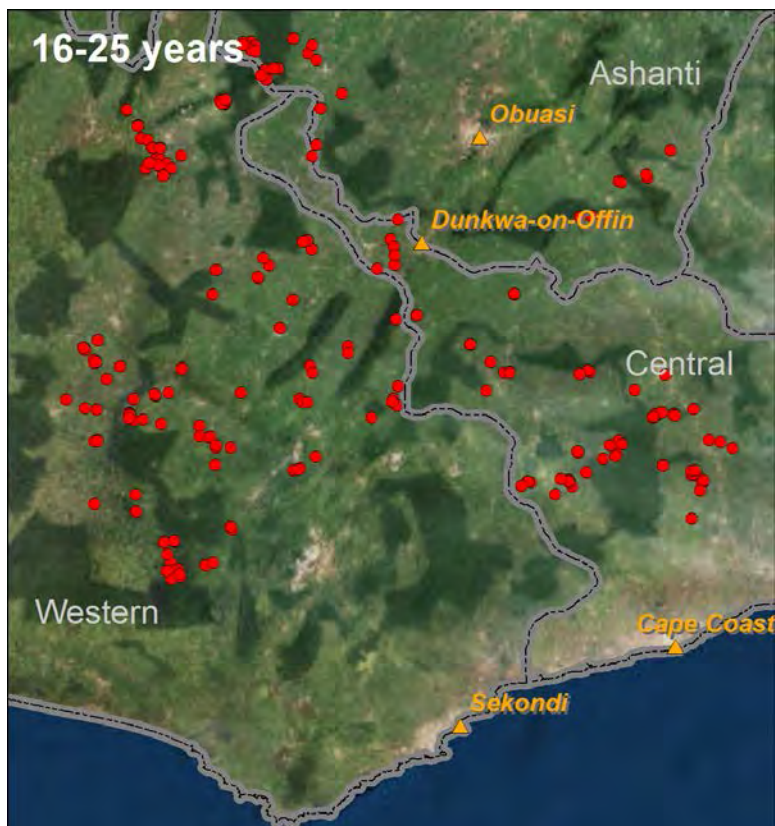 16-25 years
Ashanti
Obuasi
Dunkwa-on-Offin
Central
Western
Cape Coast
Sekondi